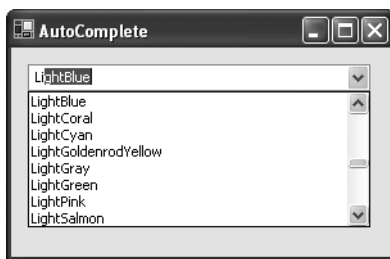 AutoComplete
LightBlue
LightBlue
LightCoral
LightCyan
LightGoldenrodYellow
LightGray
LightGreen
LightPink
LightSalmon